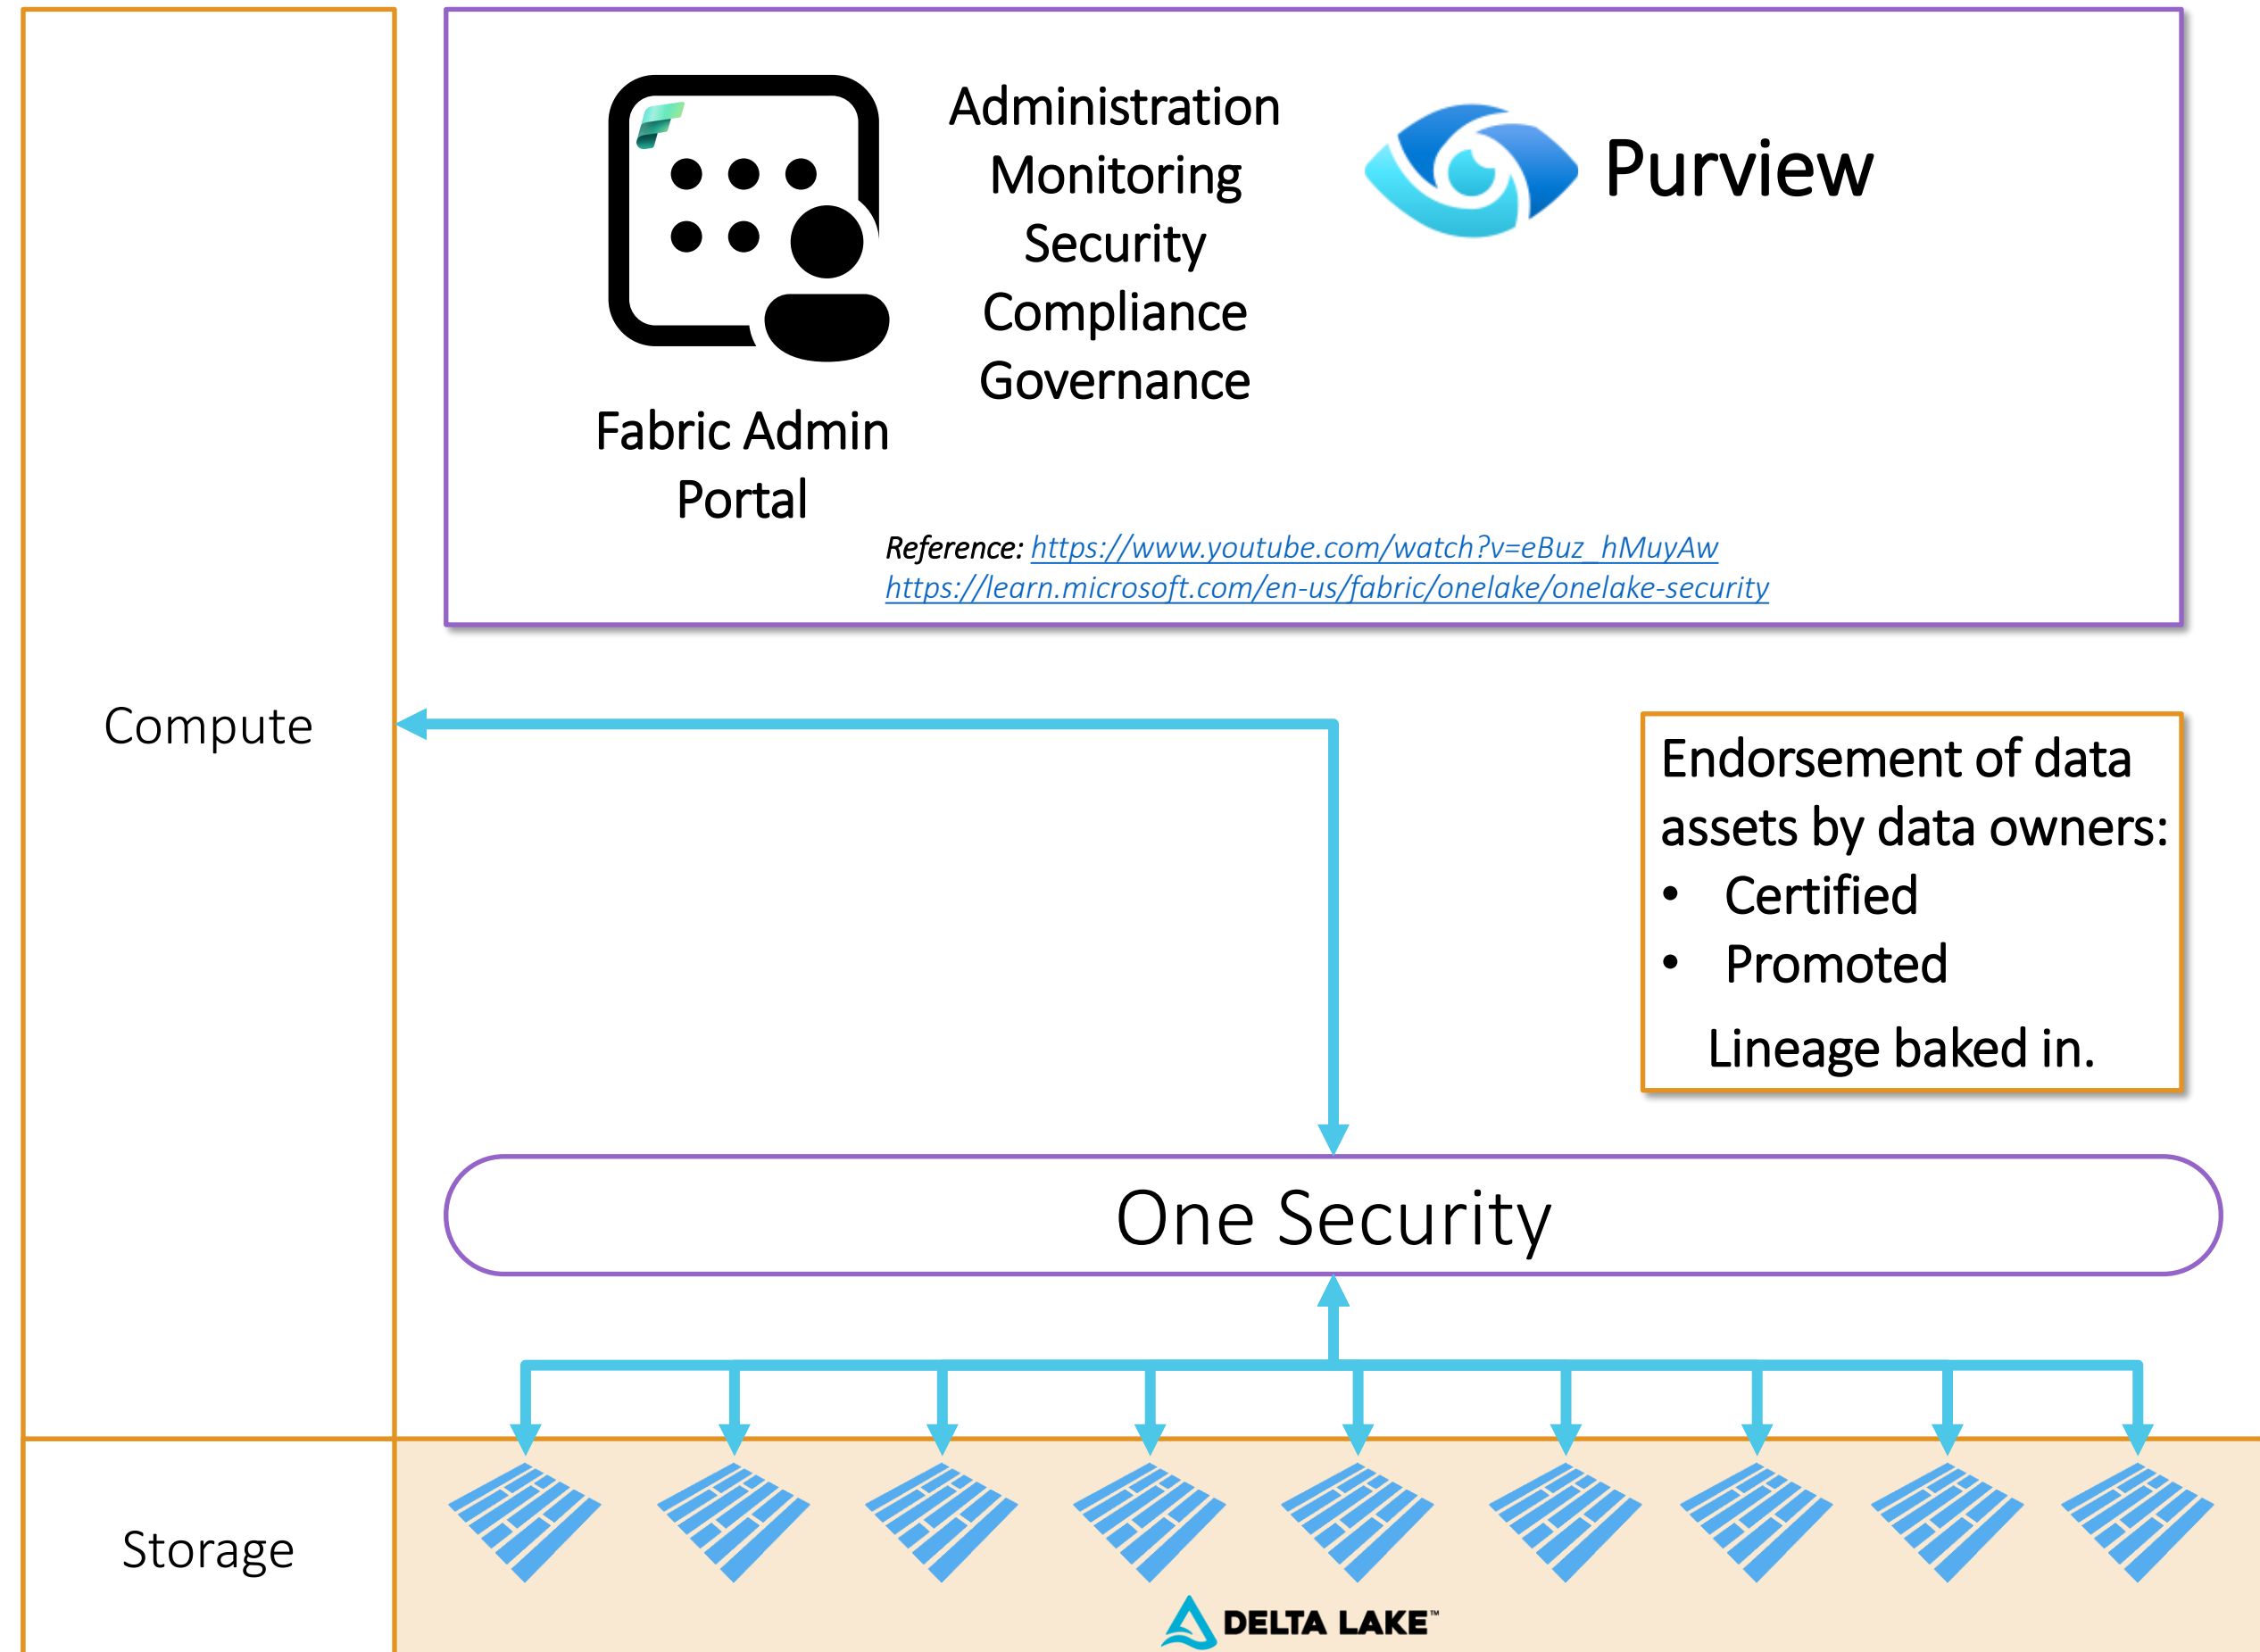 Administration
Monitoring
Security
Compliance
Governance
Purview
Fabric Admin
Portal
Reference: https://www.youtube.com/watch?v=eBuz_hMuyAw
https://learn.microsoft.com/en-us/fabric/onelake/onelake-security
Compute
Endorsement of data
assets by data owners:
• Certified
• Promoted
Lineage baked in.
One Security
Storage
DELTA LAKE™